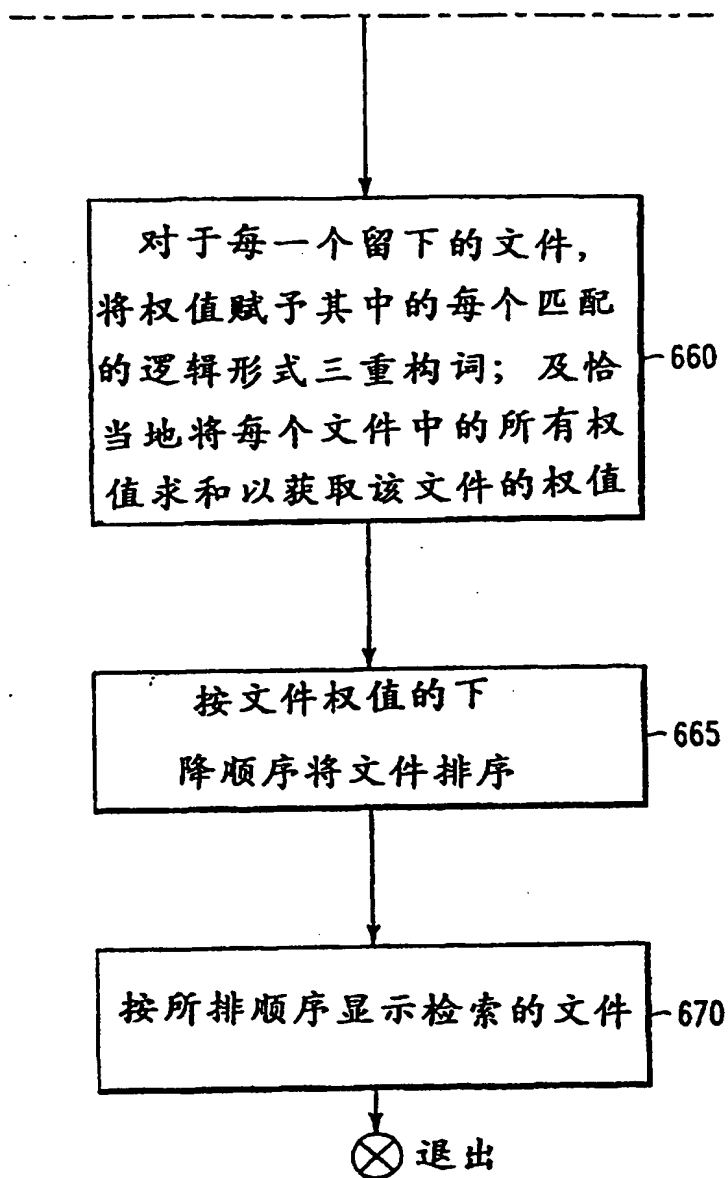 对于每一个留下的文件,
将权值赋予其中的每个匹配
的逻辑形式三重构词; 及恰
当地将每个文件中的所有权
值求和以获取该文件的权值
660
按文件权值的下
降顺序将文件排序
665
按所排顺序显示检索的文件
670
退出